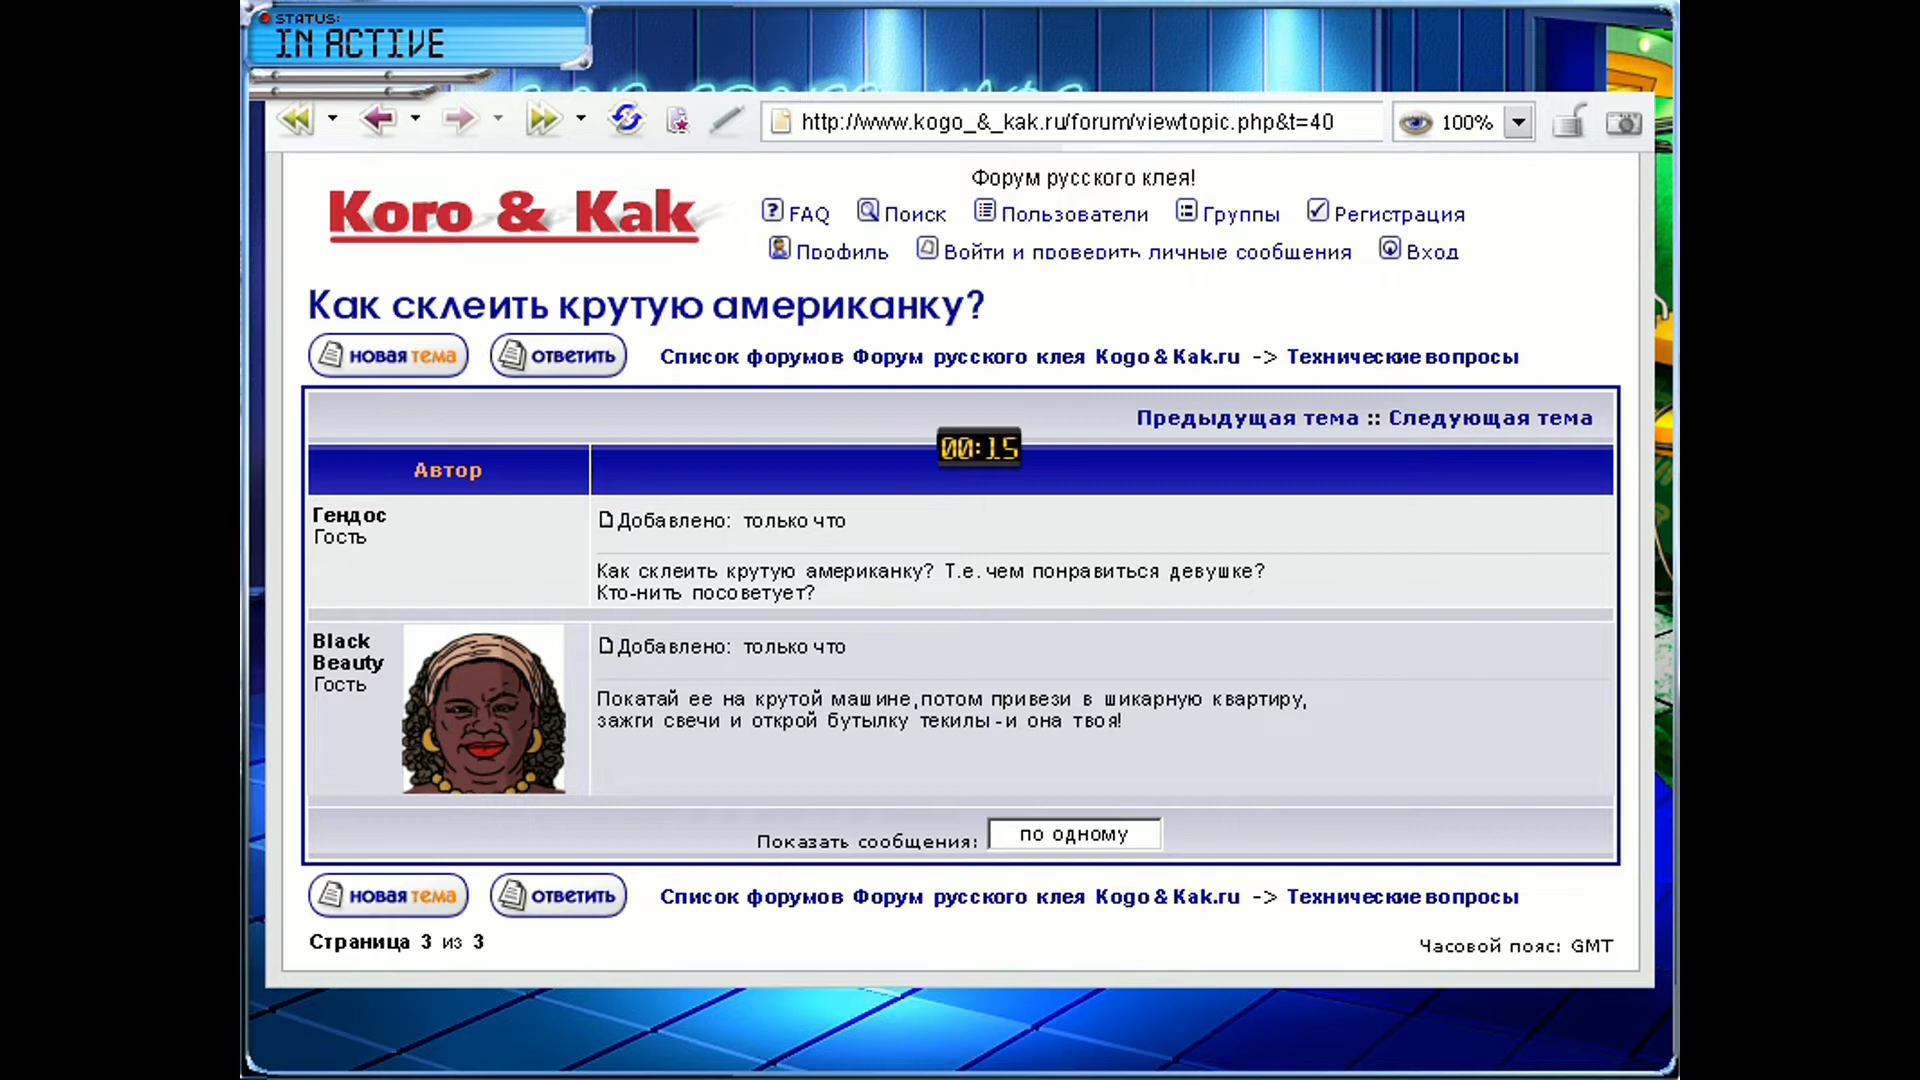 STATUS:
IN ACTIVE
http://www.kogo_&_kak.ru/forum/viewtopic.php&t=40
100%
Кого & Как
Форум русского клея!
FAQ Поиск Пользователи Группы Регистрация
Профиль Войти и проверить личные сообщения Вход
Как склеить крутую американку?
новая тема ответить Список форумов Форум русского клея Kogo & Kak.ru -> Технические вопросы
Предыдущая тема :: Следующая тема
00:15
Автор
Гендос
Гость
Добавлено: только что
Как склеить крутую американку? Т.е. чем понравиться девушке?
Кто-нить посоветует?
Black
Beauty
Гость
Добавлено: только что
Покатай ее на крутой машине,потом привези в шикарную квартиру,
зажги свечи и открой бутылку текилы-и она твоя!
Показать сообщения: по одному
новая тема ответить Список форумов Форум русского клея Kogo & Kak.ru -> Технические вопросы
Страница 3 из 3
Часовой пояс: GMT